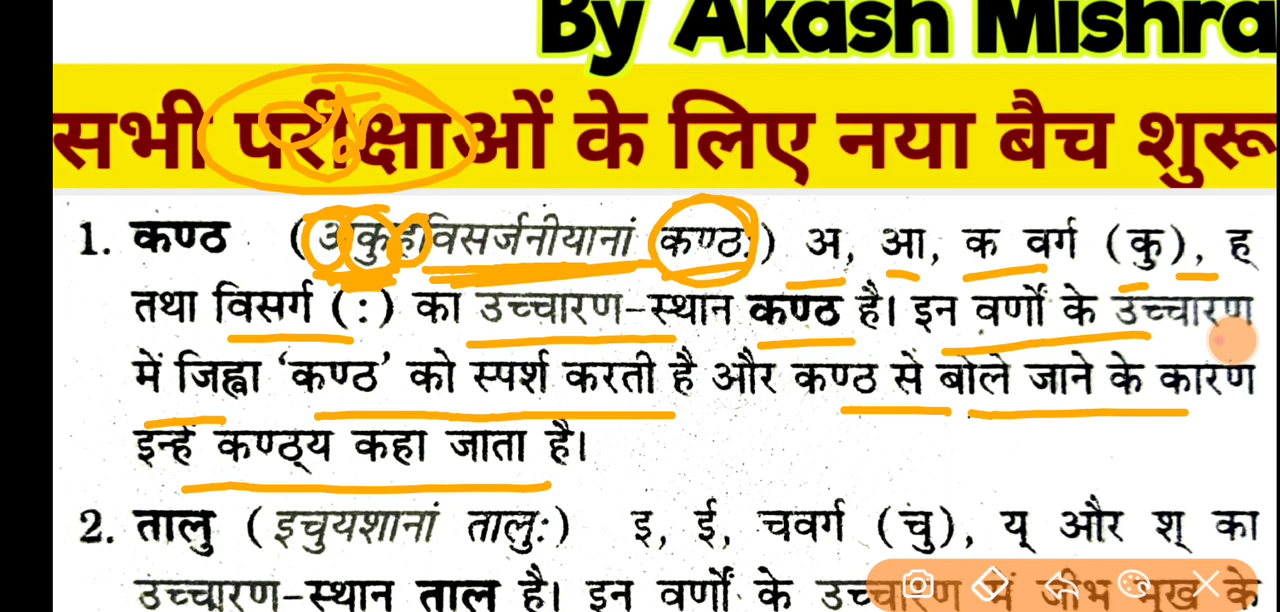 By Akash Mishra
सभी परीक्षाओं के लिए नया बैच शुरू
1. कण्ठ (अकुहविसर्जनीयानां कण्ठः) अ, आ, क वर्ग (कु), ह्
तथा विसर्ग (:) का उच्चारण-स्थान कण्ठ है। इन वर्णों के उच्चारण
में जिह्वा ‘कण्ठ’ को स्पर्श करती है और कण्ठ से बोले जाने के कारण
इन्हें कण्ठ्य कहा जाता है।
2. तालु (इचुयशानां तालुः) इ, ई, चवर्ग (चु), य् और श् का
उच्चारण-स्थान ताल है। इन वर्णों के उच्चारण में जीभ मुख के